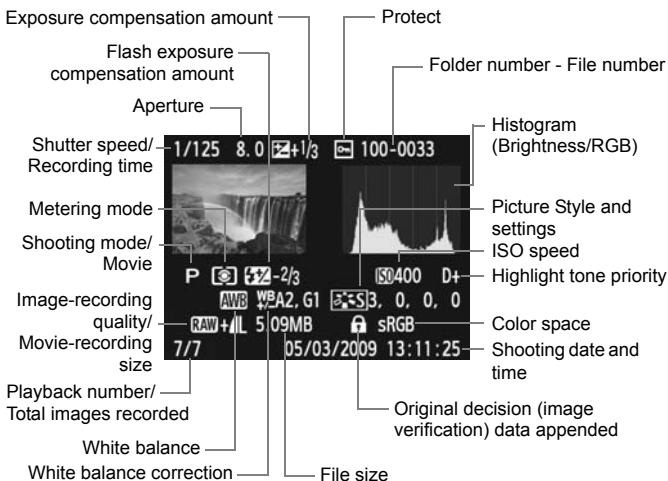 Exposure compensation amount
Protect
Flash exposure
compensation amount
Folder number - File number
Aperture
Histogram
(Brightness/RGB)
Shutter speed/
Recording time
1/125 8.0 +1/3 100-0033
Metering mode
Picture Style and
settings
Shooting mode/
Movie
ISO speed
P -2/3 ISO400 D+
Highlight tone priority
AWB WB+/-A2, G1 S3, 0, 0, 0
Image-recording
quality/
Movie-recording
size
RAW+L 5.09MB sRGB
Color space
7/7 05/03/2009 13:11:25
Shooting date and
time
Playback number/
Total images recorded
Original decision (image
verification) data appended
White balance
White balance correction
File size